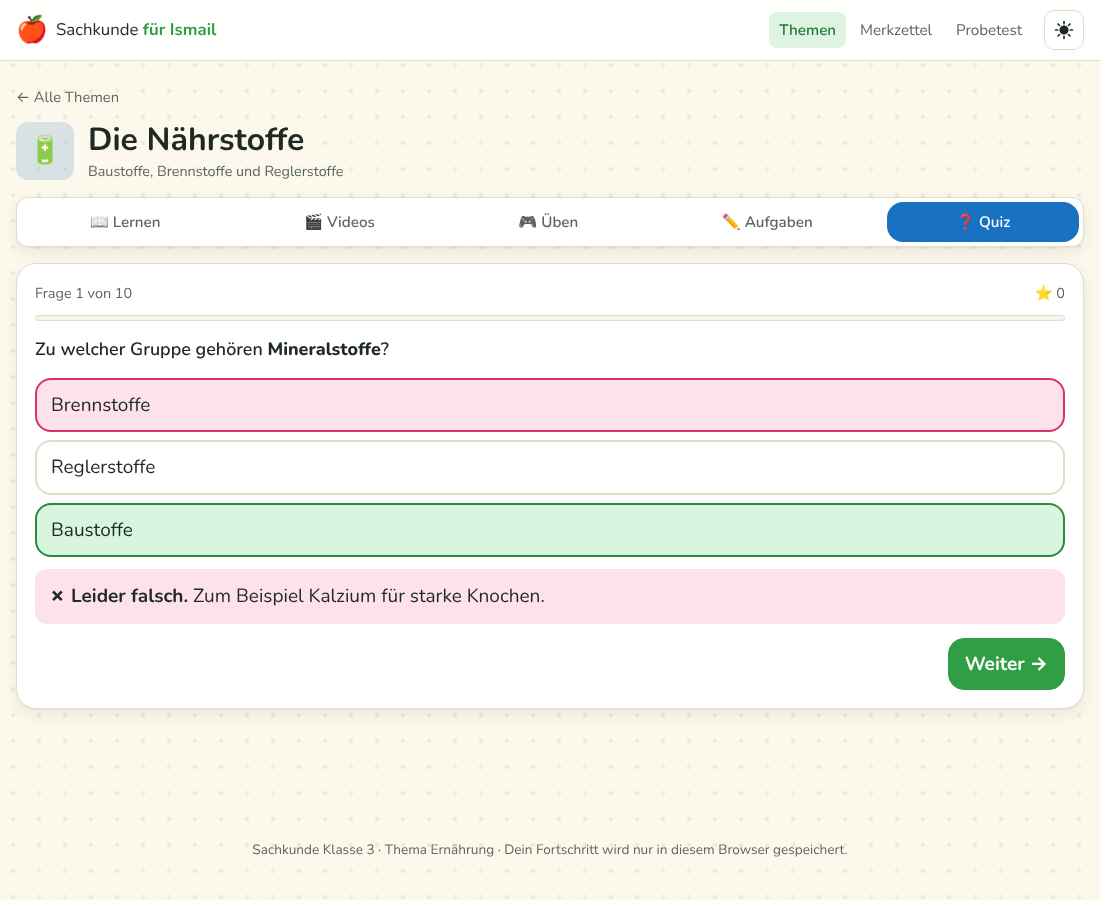 Sachkunde für Ismail
Themen
Merkzettel
Probetest
← Alle Themen
Die Nährstoffe
Baustoffe, Brennstoffe und Reglerstoffe
Lernen
Videos
Üben
Aufgaben
❓ Quiz
Frage 1 von 10
⭐ 0
Zu welcher Gruppe gehören Mineralstoffe?
Brennstoffe
Reglerstoffe
Baustoffe
✕ Leider falsch. Zum Beispiel Kalzium für starke Knochen.
Weiter →
Sachkunde Klasse 3 · Thema Ernährung · Dein Fortschritt wird nur in diesem Browser gespeichert.